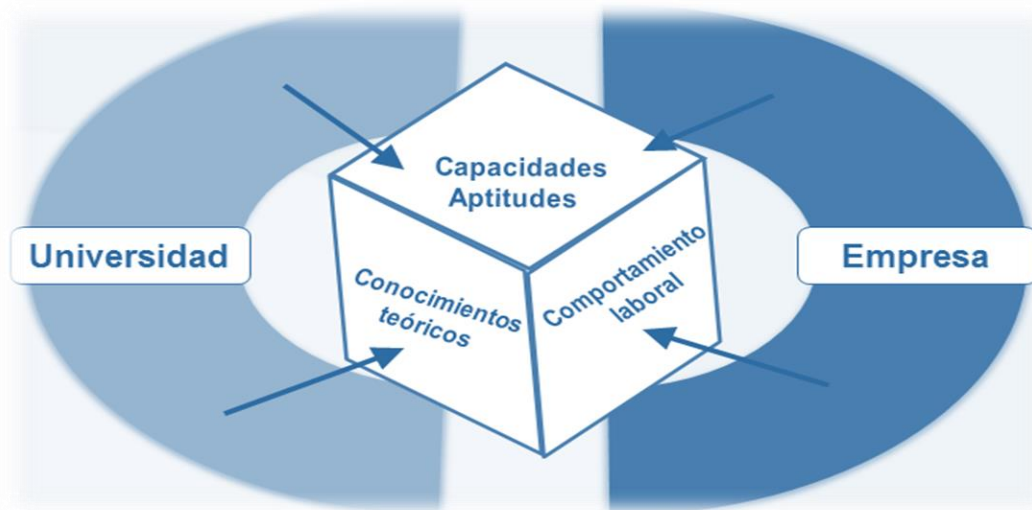 Capacidades
Aptitudes
Universidad
Empresa
Conocimientos
teóricos
Comportamiento
laboral